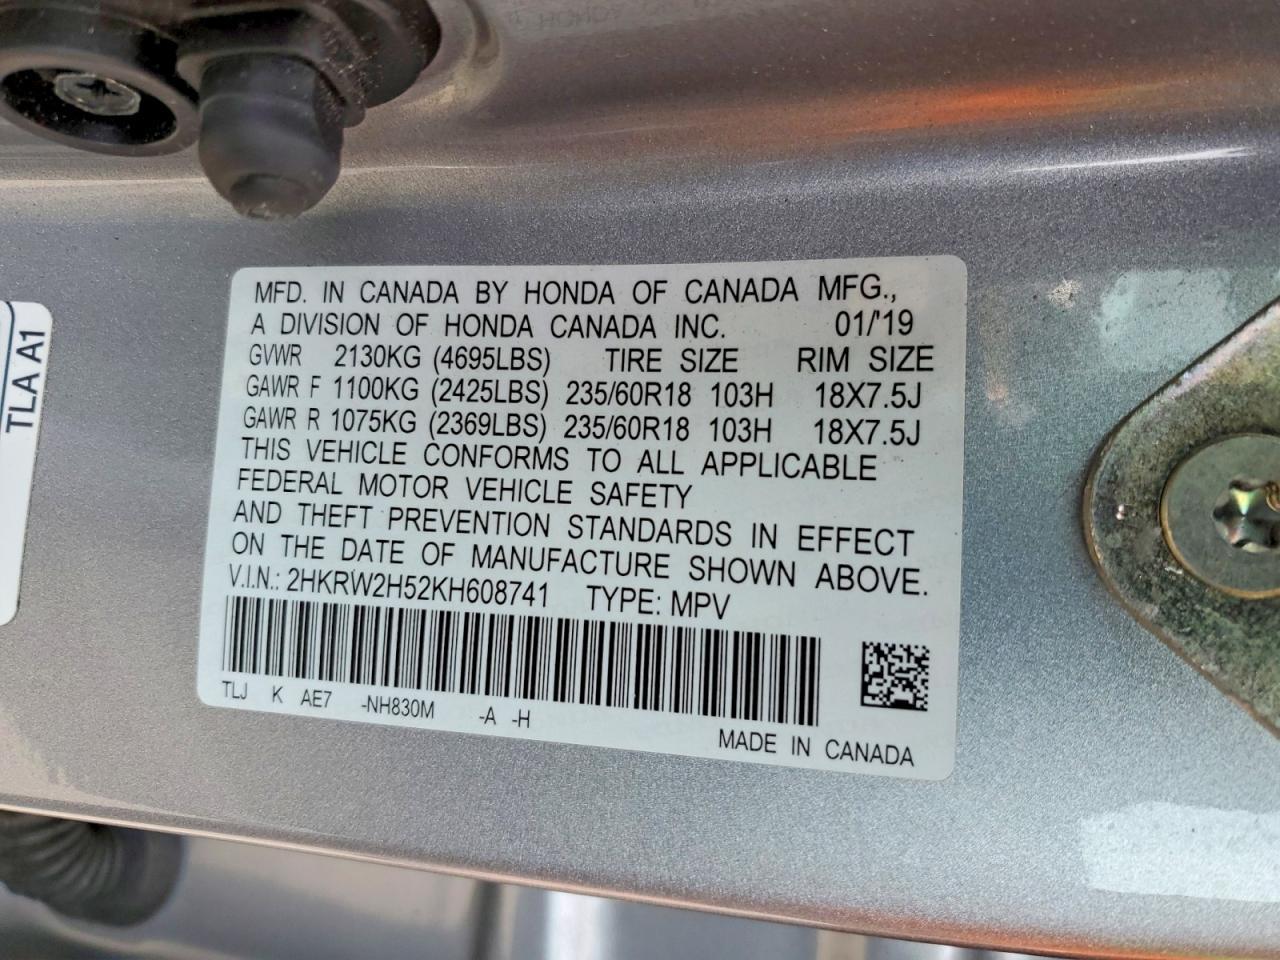 MFD. IN CANADA BY HONDA OF CANADA MFG.,
A DIVISION OF HONDA CANADA INC. 01/'19
GVWR 2130KG (4695LBS) TIRE SIZE RIM SIZE
GAWR F 1100KG (2425LBS) 235/60R18 103H 18X7.5J
GAWR R 1075KG (2369LBS) 235/60R18 103H 18X7.5J
THIS VEHICLE CONFORMS TO ALL APPLICABLE
FEDERAL MOTOR VEHICLE SAFETY
AND THEFT PREVENTION STANDARDS IN EFFECT
ON THE DATE OF MANUFACTURE SHOWN ABOVE.
V.I.N.: 2HKRW2H52KH608741 TYPE: MPV
TLJ K AE7 -NH830M -A -H
MADE IN CANADA
TLA A1